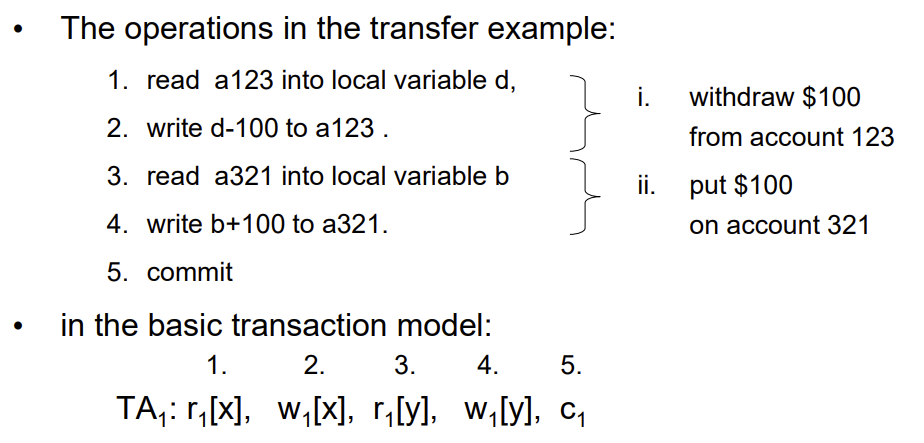 • The operations in the transfer example:
1. read a123 into local variable d,
2. write d-100 to a123 .
3. read a321 into local variable b
4. write b+100 to a321.
5. commit
i. withdraw $100
from account 123
ii. put $100
on account 321
• in the basic transaction model:
1. 2. 3. 4. 5.
TA₁: r₁[x], w₁[x], r₁[y], w₁[y], c₁